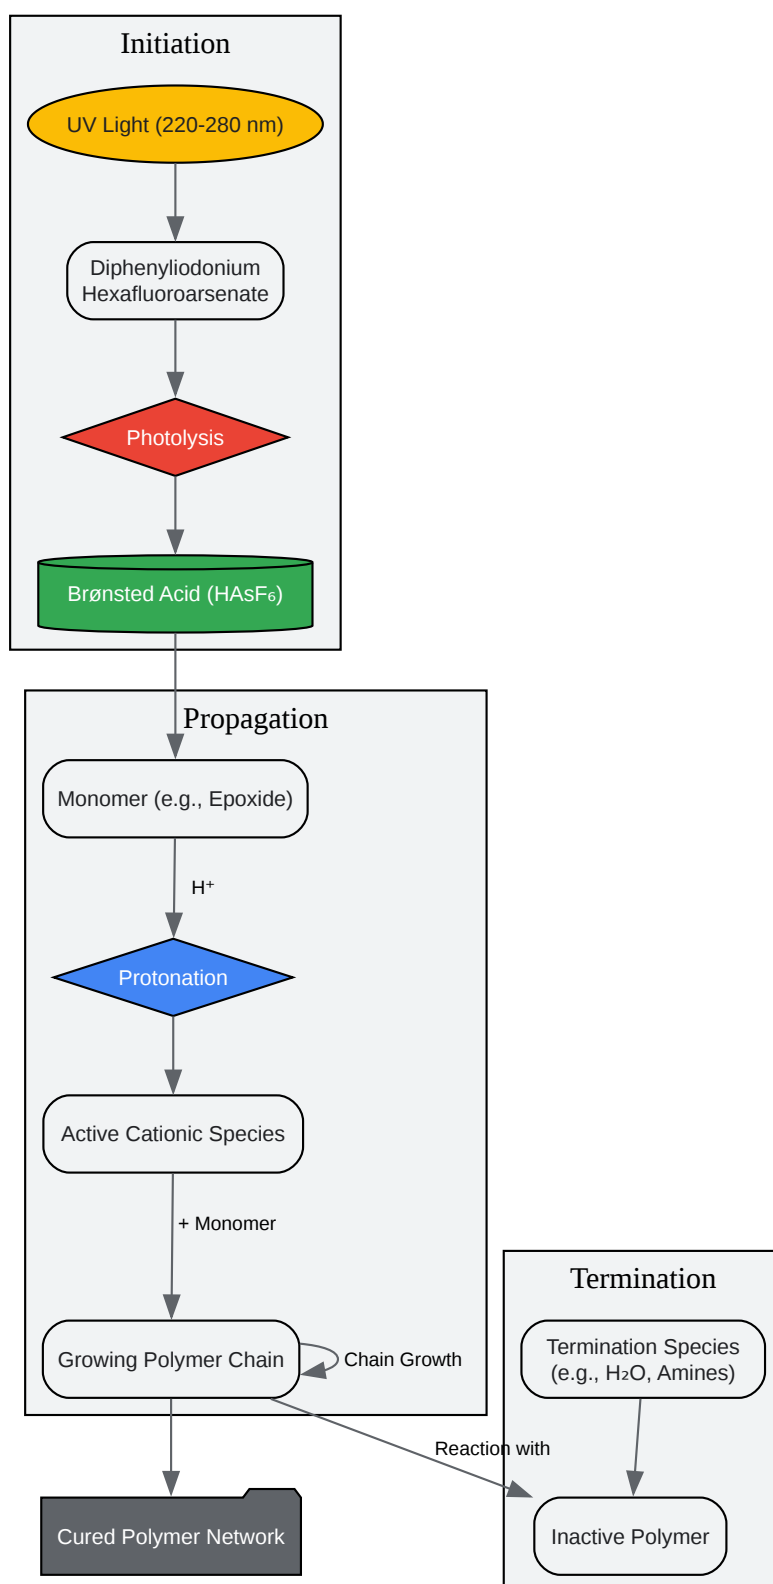 Initiation
UV Light (220-280 nm)
Diphenyliodonium
Hexafluoroarsenate
Photolysis
Brønsted Acid (HAsF₆)
Propagation
Monomer (e.g., Epoxide)
H⁺
Protonation
Active Cationic Species
+ Monomer
Growing Polymer Chain
Chain Growth
Termination
Termination Species
(e.g., H₂O, Amines)
Reaction with
Cured Polymer Network
Inactive Polymer